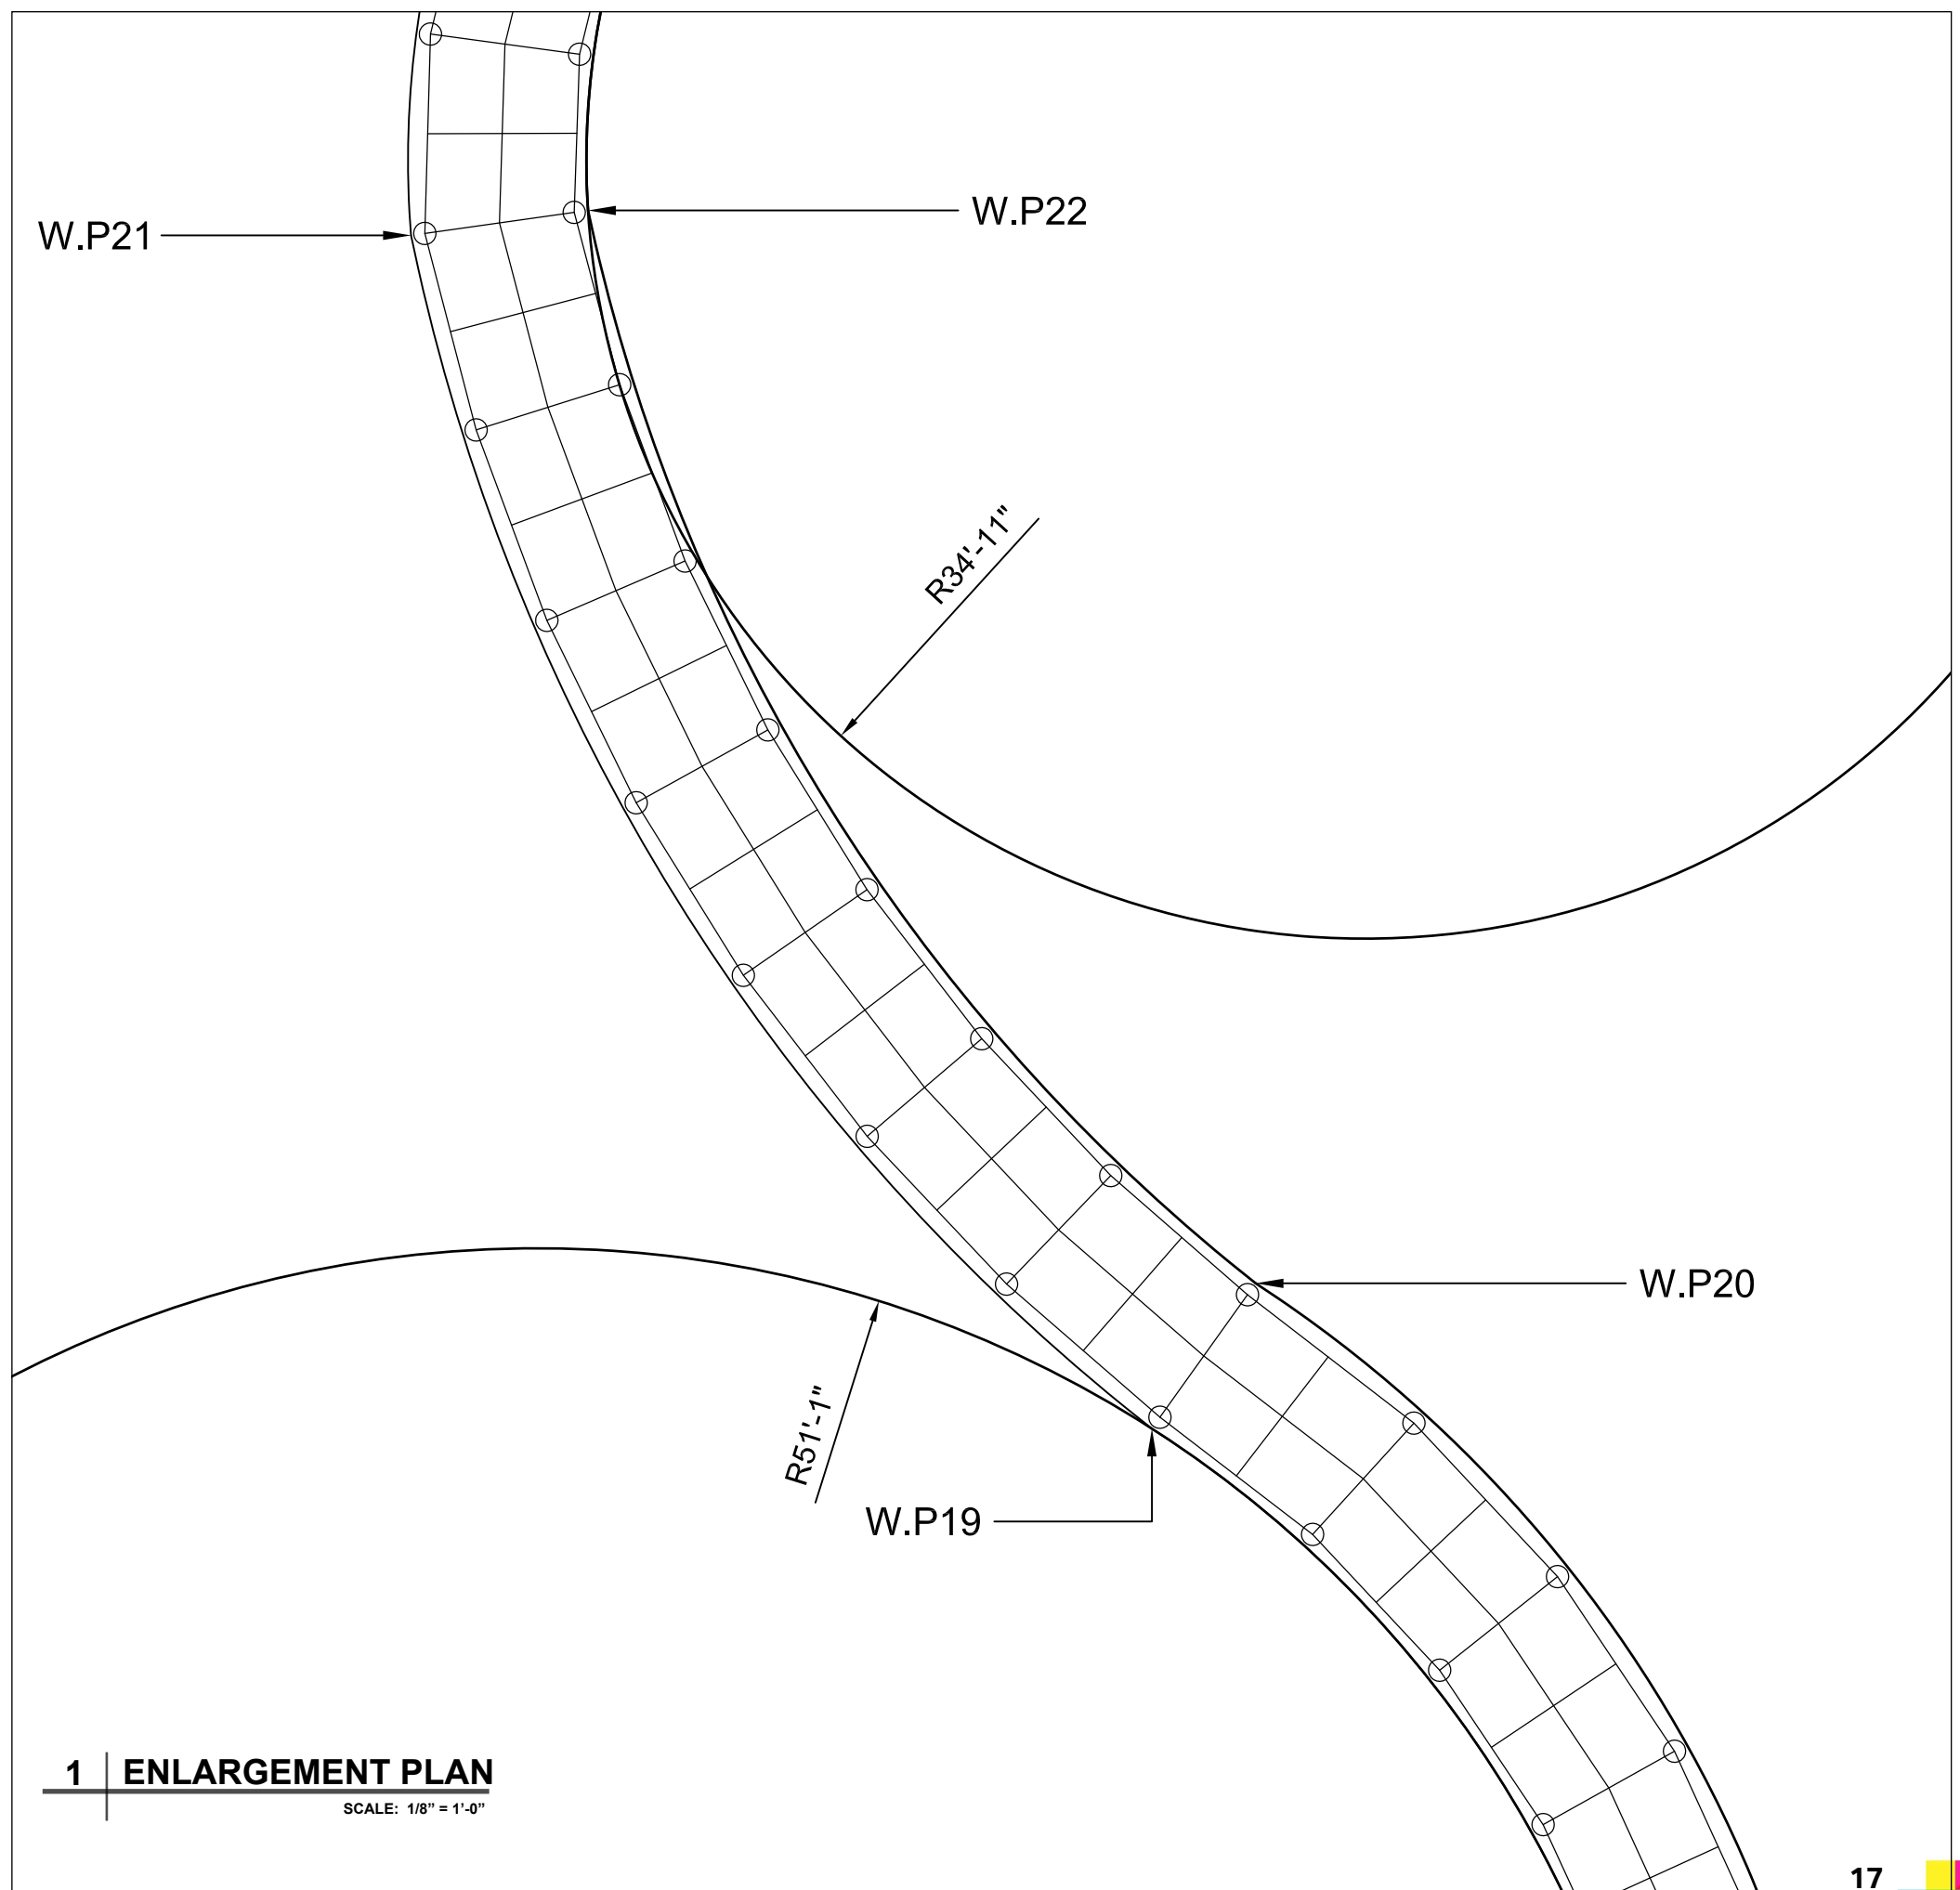 W.P21
W.P22
R34'-11"
W.P20
R51'-1"
W.P19
1 ENLARGEMENT PLAN
SCALE: 1/8” = 1’-0”
17